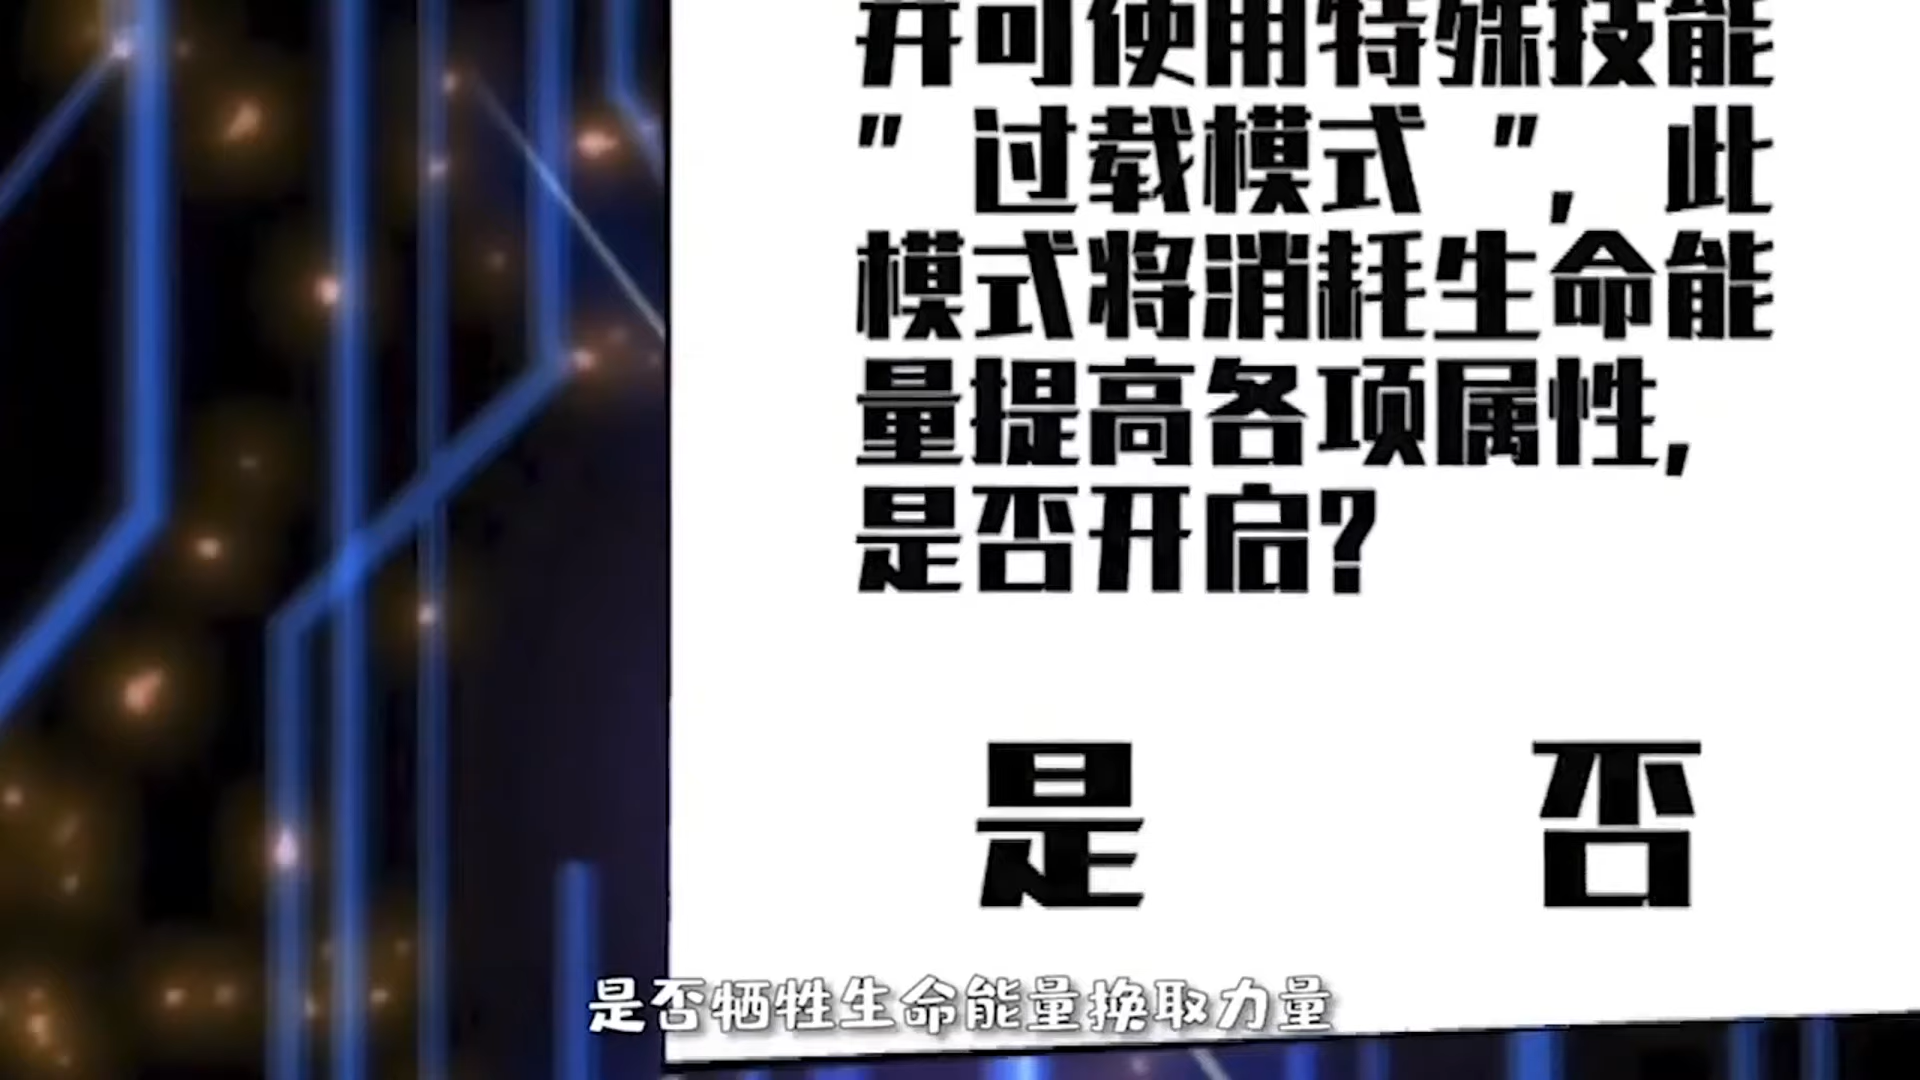 并可使用特殊技能
"过载模式",此
模式将消耗生命能
量提高各项属性,
是否开启?
是 否
是否牺牲生命能量换取力量